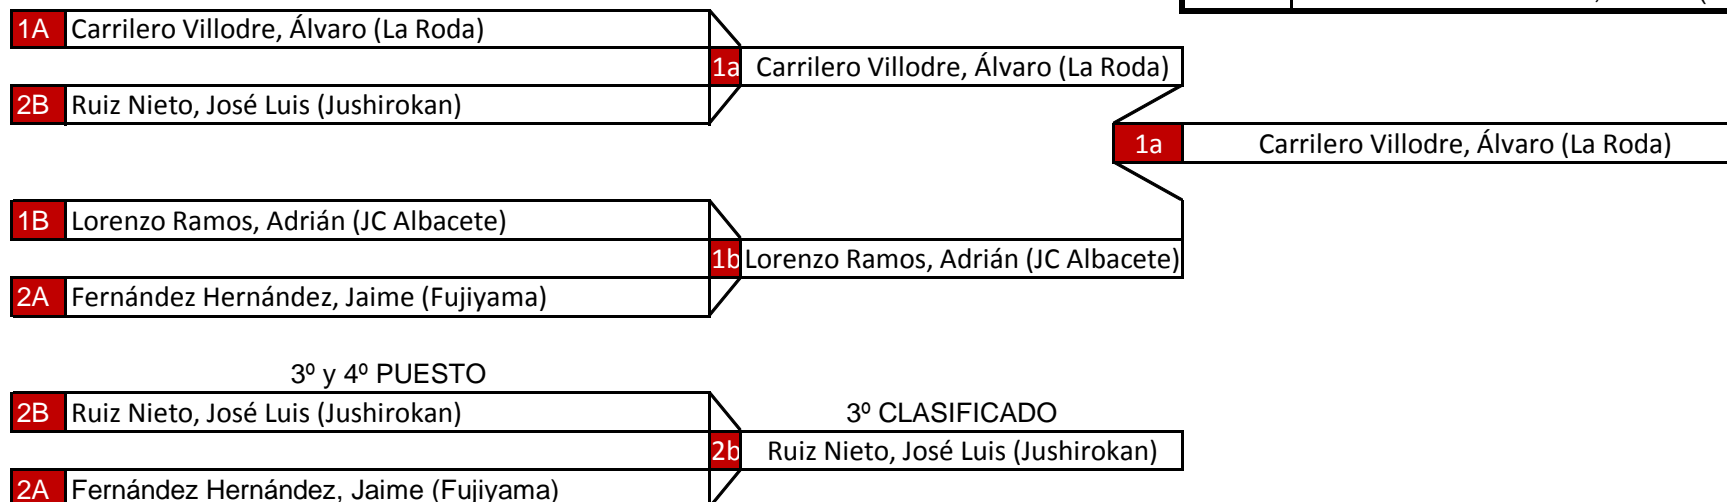 1A Carrilero Villodre, Álvaro (La Roda)
1a Carrilero Villodre, Álvaro (La Roda)
2B Ruiz Nieto, José Luis (Jushirokan)
1a Carrilero Villodre, Álvaro (La Roda)
1B Lorenzo Ramos, Adrián (JC Albacete)
1b Lorenzo Ramos, Adrián (JC Albacete)
2A Fernández Hernández, Jaime (Fujiyama)
3º y 4º PUESTO
2B Ruiz Nieto, José Luis (Jushirokan) 3º CLASIFICADO
2b Ruiz Nieto, José Luis (Jushirokan)
2A Fernández Hernández, Jaime (Fujiyama)